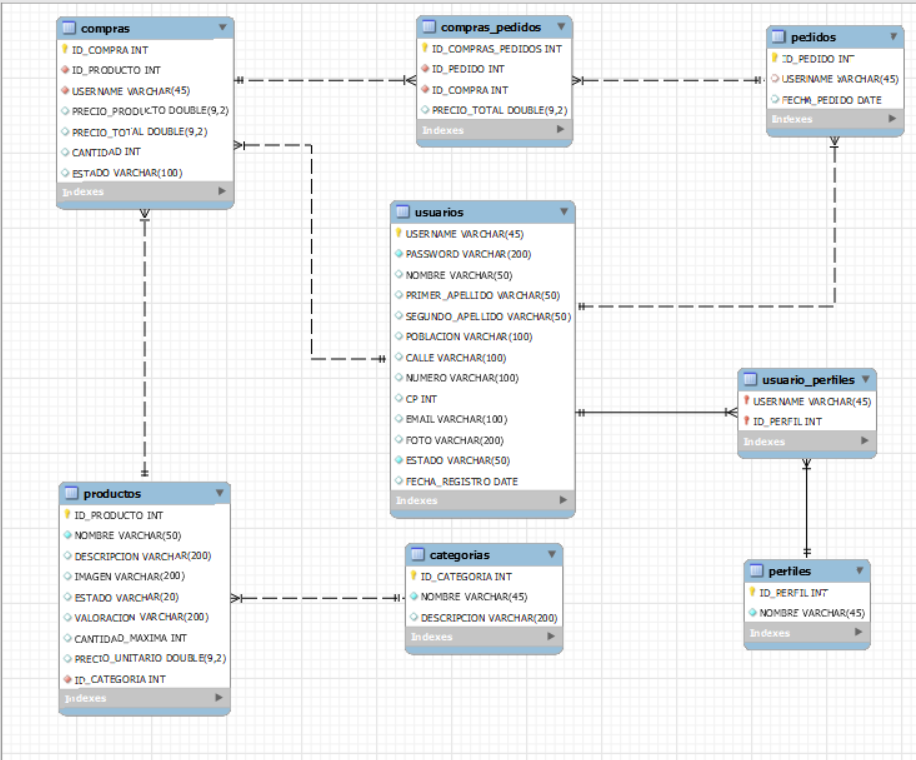 compras
ID_COMPRA INT
ID_PRODUCTO INT
USERNAME VARCHAR(45)
PRECIO_PRODUCTO DOUBLE(9,2)
PRECIO_TOTAL DOUBLE(9,2)
CANTIDAD INT
ESTADO VARCHAR(100)
Indexes
compras_pedidos
ID_COMPRAS_PEDIDOS INT
ID_PEDIDO INT
ID_COMPRA INT
PRECIO_TOTAL DOUBLE(9,2)
Indexes
pedidos
ID_PEDIDO INT
USERNAME VARCHAR(45)
FECHA_PEDIDO DATE
Indexes
usuarios
USERNAME VARCHAR(45)
PASSWORD VARCHAR(200)
NOMBRE VARCHAR(50)
PRIMER_APELLIDO VARCHAR(50)
SEGUNDO_APELLIDO VARCHAR(50)
POBLACION VARCHAR(100)
CALLE VARCHAR(100)
NUMERO VARCHAR(100)
CP INT
EMAIL VARCHAR(100)
FOTO VARCHAR(200)
ESTADO VARCHAR(50)
FECHA_REGISTRO DATE
Indexes
usuario_perfiles
USERNAME VARCHAR(45)
ID_PERFIL INT
Indexes
productos
ID_PRODUCTO INT
NOMBRE VARCHAR(50)
DESCRIPCION VARCHAR(200)
IMAGEN VARCHAR(200)
ESTADO VARCHAR(20)
VALORACION VARCHAR(200)
CANTIDAD_MAXIMA INT
PRECIO_UNITARIO DOUBLE(9,2)
ID_CATEGORIA INT
Indexes
categorias
ID_CATEGORIA INT
NOMBRE VARCHAR(45)
DESCRIPCION VARCHAR(200)
Indexes
perfiles
ID_PERFIL INT
NOMBRE VARCHAR(45)
Indexes